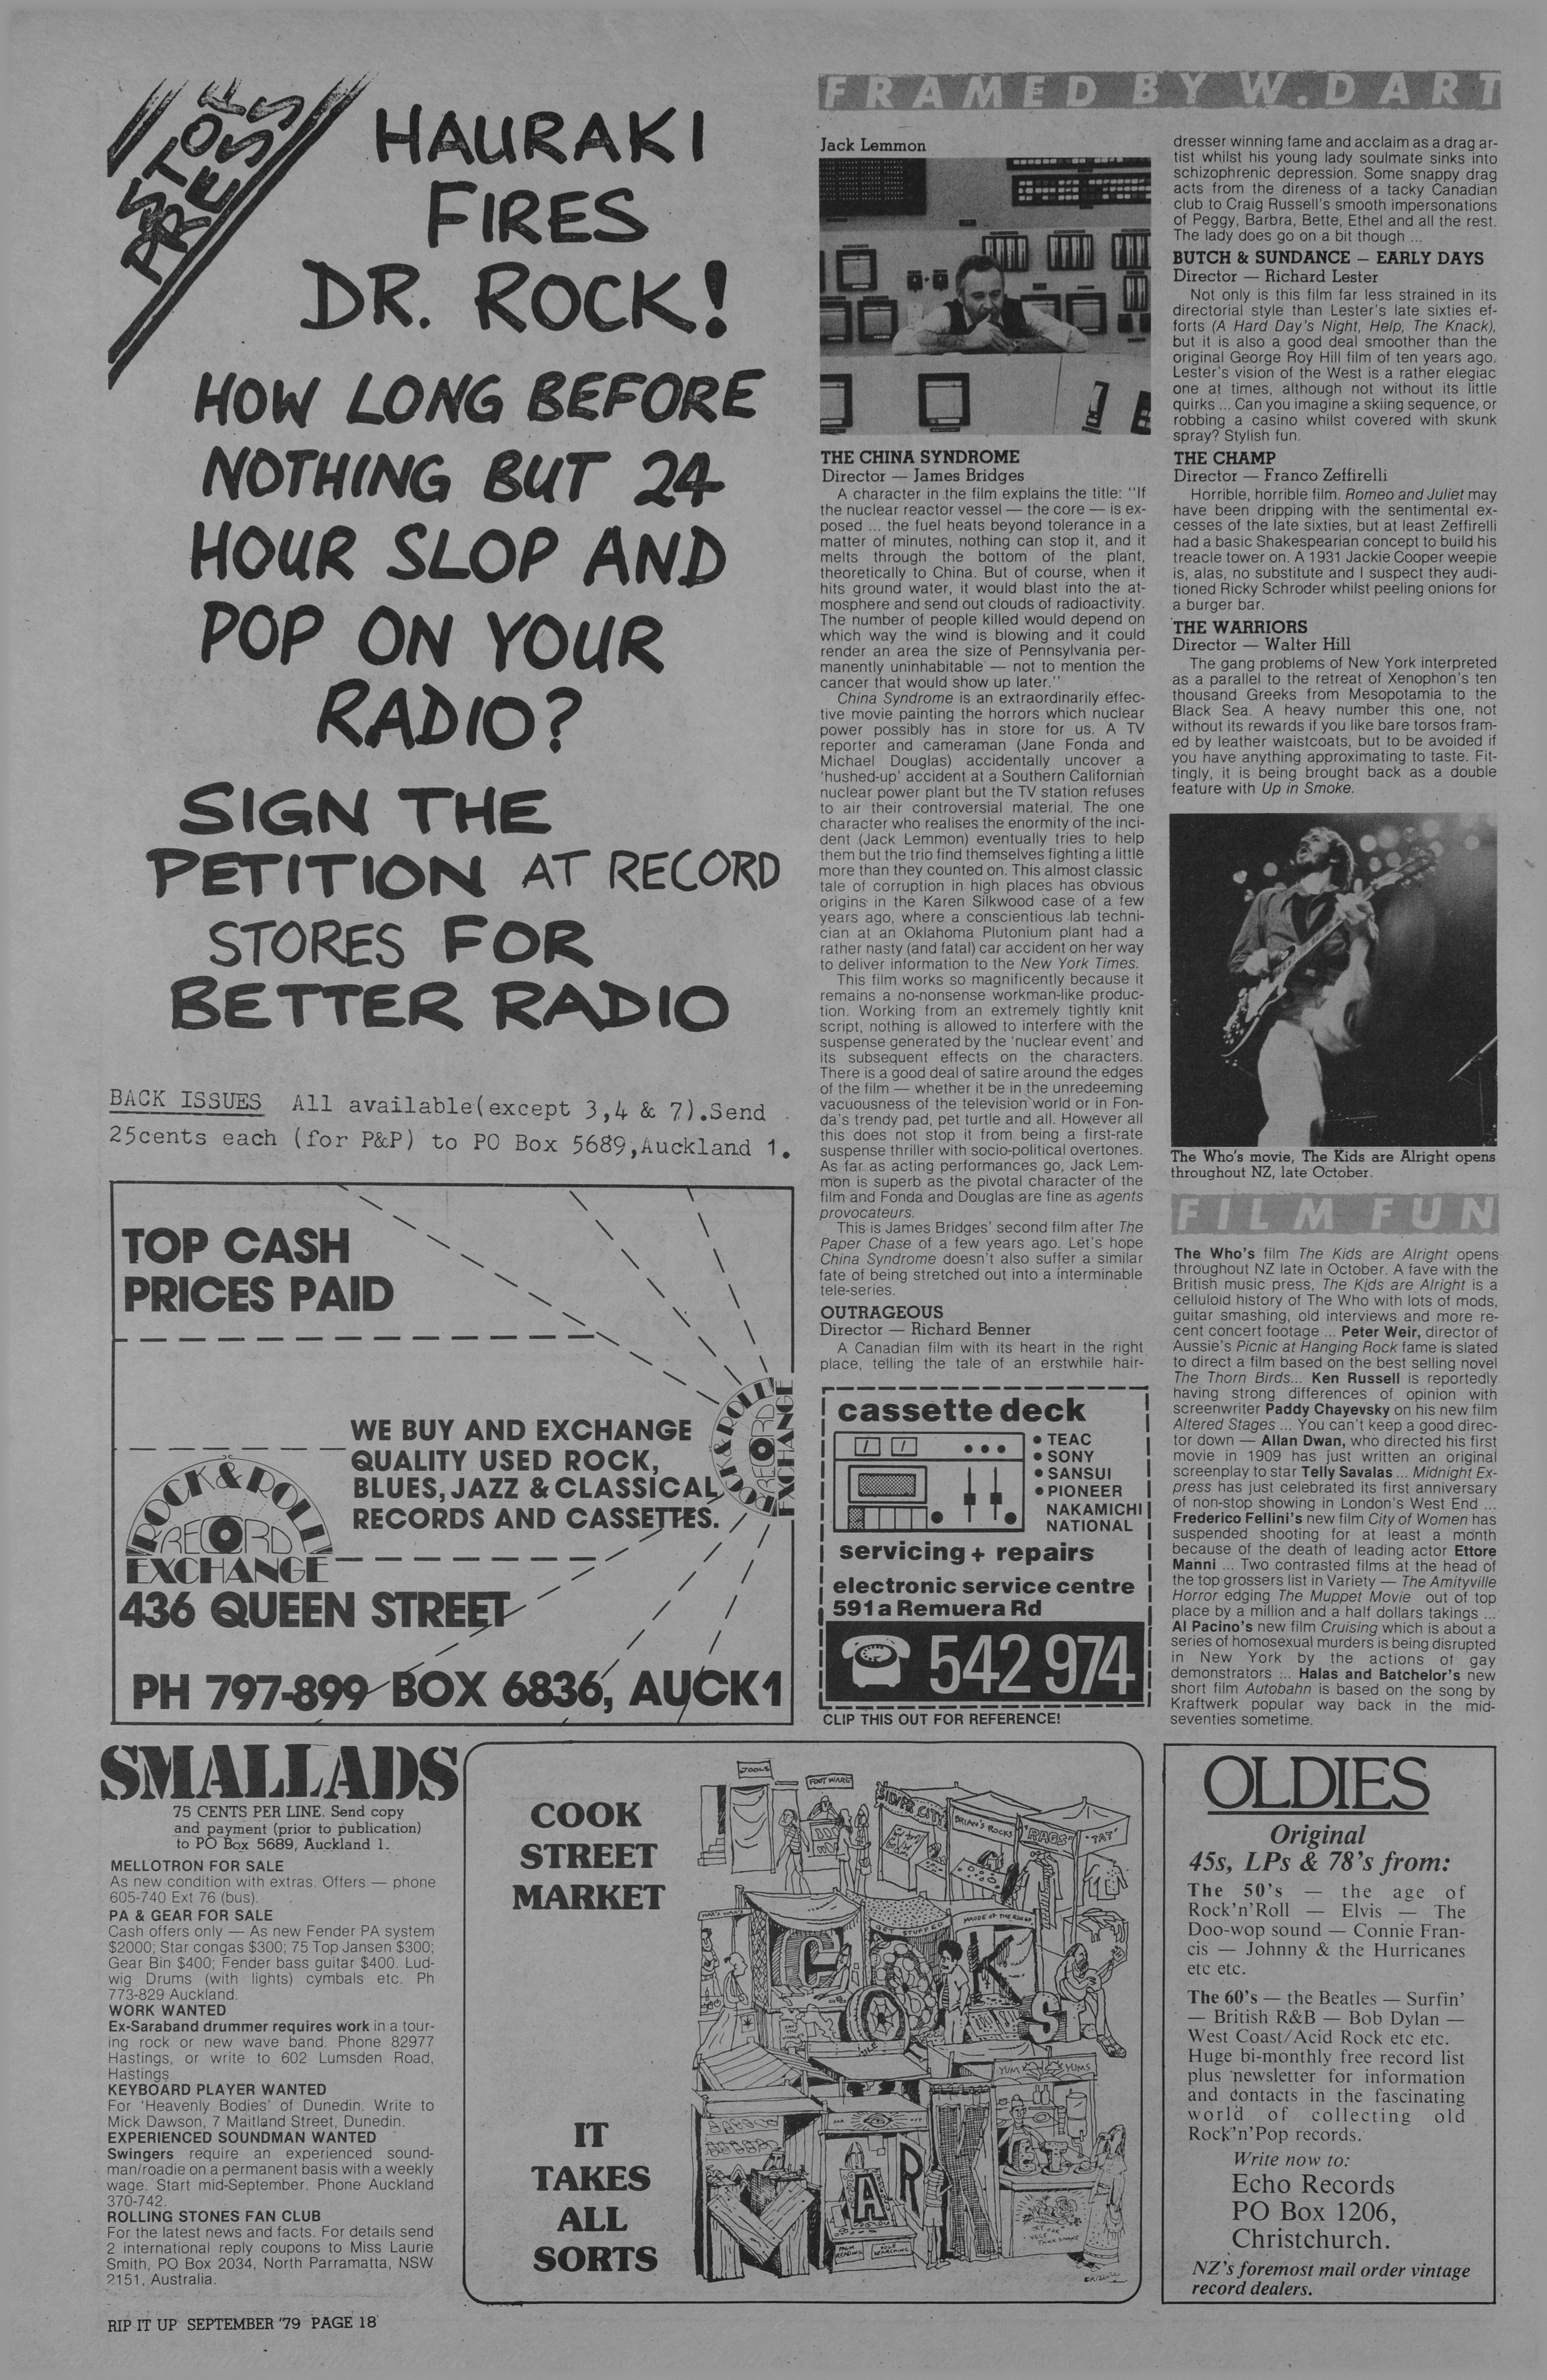 STOP
PRESS
HAURAKI
FIRES
DR. ROCK!
HOW LONG BEFORE
NOTHING BUT 24
HOUR SLOP AND
POP ON YOUR
RADIO?
SIGN THE
PETITION AT RECORD
STORES FOR
BETTER RADIO
BACK ISSUES All available(except 3,4 & 7).Send
25cents each (for P&P) to PO Box 5689,Auckland 1.
TOP CASH
PRICES PAID
WE BUY AND EXCHANGE
QUALITY USED ROCK,
BLUES, JAZZ & CLASSICAL
RECORDS AND CASSETTES.
ROCK & ROLL
RECORD
EXCHANGE
ROCK & ROLL
RECORD
EXCHANGE
436 QUEEN STREET
PH 797-899 BOX 6836, AUCK 1
FRAMED BY W. DART
Jack Lemmon
THE CHINA SYNDROME
Director — James Bridges
A character in the film explains the title: "If
the nuclear reactor vessel — the core — is ex-
posed ... the fuel heats beyond tolerance in a
matter of minutes, nothing can stop it, and it
melts through the bottom of the plant,
theoretically to China. But of course, when it
hits ground water, it would blast into the at-
mosphere and send out clouds of radioactivity.
The number of people killed would depend on
which way the wind is blowing and it could
render an area the size of Pennsylvania per-
manently uninhabitable — not to mention the
cancer that would show up later."
China Syndrome is an extraordinarily effec-
tive movie painting the horrors which nuclear
power possibly has in store for us. A TV
reporter and cameraman (Jane Fonda and
Michael Douglas) accidentally uncover a
'hushed-up' accident at a Southern Californian
nuclear power plant but the TV station refuses
to air their controversial material. The one
character who realises the enormity of the inci-
dent (Jack Lemmon) eventually tries to help
them but the trio find themselves fighting a little
more than they counted on. This almost classic
tale of corruption in high places has obvious
origins in the Karen Silkwood case of a few
years ago, where a conscientious lab techni-
cian at an Oklahoma Plutonium plant had a
rather nasty (and fatal) car accident on her way
to deliver information to the New York Times.
This film works so magnificently because it
remains a no-nonsense workman-like produc-
tion. Working from an extremely tightly knit
script, nothing is allowed to interfere with the
suspense generated by the 'nuclear event' and
its subsequent effects on the characters.
There is a good deal of satire around the edges
of the film — whether it be in the unredeeming
vacuousness of the television world or in Fon-
da's trendy pad, pet turtle and all. However all
this does not stop it from being a first-rate
suspense thriller with socio-political overtones.
As far as acting performances go, Jack Lem-
mon is superb as the pivotal character of the
film and Fonda and Douglas are fine as agents
provocateurs.
This is James Bridges' second film after The
Paper Chase of a few years ago. Let's hope
China Syndrome doesn't also suffer a similar
fate of being stretched out into a interminable
tele-series.
OUTRAGEOUS
Director — Richard Benner
A Canadian film with its heart in the right
place, telling the tale of an erstwhile hair-
dresser winning fame and acclaim as a drag ar-
tist whilst his young lady soulmate sinks into
schizophrenic depression. Some snappy drag
acts from the direness of a tacky Canadian
club to Craig Russell's smooth impersonations
of Peggy, Barbra, Bette, Ethel and all the rest.
The lady does go on a bit though ...
BUTCH & SUNDANCE – EARLY DAYS
Director — Richard Lester
Not only is this film far less strained in its
directorial style than Lester's late sixties ef-
forts (A Hard Day's Night, Help, The Knack),
but it is also a good deal smoother than the
original George Roy Hill film of ten years ago.
Lester's vision of the West is a rather elegiac
one at times, although not without its little
quirks ... Can you imagine a skiing sequence, or
robbing a casino whilst covered with skunk
spray? Stylish fun.
THE CHAMP
Director — Franco Zeffirelli
Horrible, horrible film. Romeo and Juliet may
have been dripping with the sentimental ex-
cesses of the late sixties, but at least Zeffirelli
had a basic Shakespearian concept to build his
treacle tower on. A 1931 Jackie Cooper weepie
is, alas, no substitute and I suspect they audi-
tioned Ricky Schroder whilst peeling onions for
a burger bar.
THE WARRIORS
Director — Walter Hill
The gang problems of New York interpreted
as a parallel to the retreat of Xenophon's ten
thousand Greeks from Mesopotamia to the
Black Sea. A heavy number this one, not
without its rewards if you like bare torsos fram-
ed by leather waistcoats, but to be avoided if
you have anything approximating to taste. Fit-
tingly, it is being brought back as a double
feature with Up in Smoke.
The Who's movie, The Kids are Alright opens
throughout NZ, late October.
FILM FUN
The Who's film The Kids are Alright opens
throughout NZ late in October. A fave with the
British music press, The Kids are Alright is a
celluloid history of The Who with lots of mods,
guitar smashing, old interviews and more re-
cent concert footage ... Peter Weir, director of
Aussie's Picnic at Hanging Rock fame is slated
to direct a film based on the best selling novel
The Thorn Birds... Ken Russell is reportedly
having strong differences of opinion with
screenwriter Paddy Chayevsky on his new film
Altered Stages ... You can't keep a good direc-
tor down — Allan Dwan, who directed his first
movie in 1909 has just written an original
screenplay to star Telly Savalas ... Midnight Ex-
press has just celebrated its first anniversary
of non-stop showing in London's West End ...
Frederico Fellini's new film City of Women has
suspended shooting for at least a month
because of the death of leading actor Ettore
Manni ... Two contrasted films at the head of
the top grossers list in Variety — The Amityville
Horror edging The Muppet Movie out of top
place by a million and a half dollars takings ...
Al Pacino's new film Cruising which is about a
series of homosexual murders is being disrupted
in New York by the actions of gay
demonstrators ... Halas and Batchelor's new
short film Autobahn is based on the song by
Kraftwerk popular way back in the mid-
seventies sometime.
cassette deck
• TEAC
• SONY
• SANSUI
• PIONEER
NAKAMICHI
NATIONAL
servicing + repairs
electronic service centre
591a Remuera Rd
542 974
CLIP THIS OUT FOR REFERENCE!
SMALL ADS
75 CENTS PER LINE. Send copy
and payment (prior to publication)
to PO Box 5689, Auckland 1.
MELLOTRON FOR SALE
As new condition with extras. Offers — phone
605-740 Ext 76 (bus).
PA & GEAR FOR SALE
Cash offers only — As new Fender PA system
$2000; Star congas $300; 75 Top Jansen $300;
Gear Bin $400; Fender bass guitar $400. Lud-
wig Drums (with lights) cymbals etc. Ph
773-829 Auckland.
WORK WANTED
Ex-Saraband drummer requires work in a tour-
ing rock or new wave band. Phone 82977
Hastings, or write to 602 Lumsden Road,
Hastings
KEYBOARD PLAYER WANTED
For 'Heavenly Bodies' of Dunedin. Write to
Mick Dawson, 7 Maitland Street, Dunedin.
EXPERIENCED SOUNDMAN WANTED
Swingers require an experienced sound-
man/roadie on a permanent basis with a weekly
wage. Start mid-September. Phone Auckland
370-742.
ROLLING STONES FAN CLUB
For the latest news and facts. For details send
2 international reply coupons to Miss Laurie
Smith, PO Box 2034, North Parramatta, NSW
2151, Australia.
COOK
STREET
MARKET
IT
TAKES
ALL
SORTS
JOOLS
FOOT WARE
SILVER CITY
BRIAN'S ROCKS
"RAGS"
"TAT"
GET STUFFED
COOK
ST
YUM YUMS
MARK
OLDIES
Original
45s, LPs & 78's from:
The 50's — the age of
Rock'n'Roll — Elvis — The
Doo-wop sound — Connie Fran-
cis — Johnny & the Hurricanes
etc etc.
The 60's — the Beatles — Surfin'
— British R&B — Bob Dylan —
West Coast/Acid Rock etc etc.
Huge bi-monthly free record list
plus newsletter for information
and contacts in the fascinating
world of collecting old
Rock'n'Pop records.
Write now to:
Echo Records
PO Box 1206,
Christchurch.
NZ's foremost mail order vintage
record dealers.
RIP IT UP SEPTEMBER '79 PAGE 18